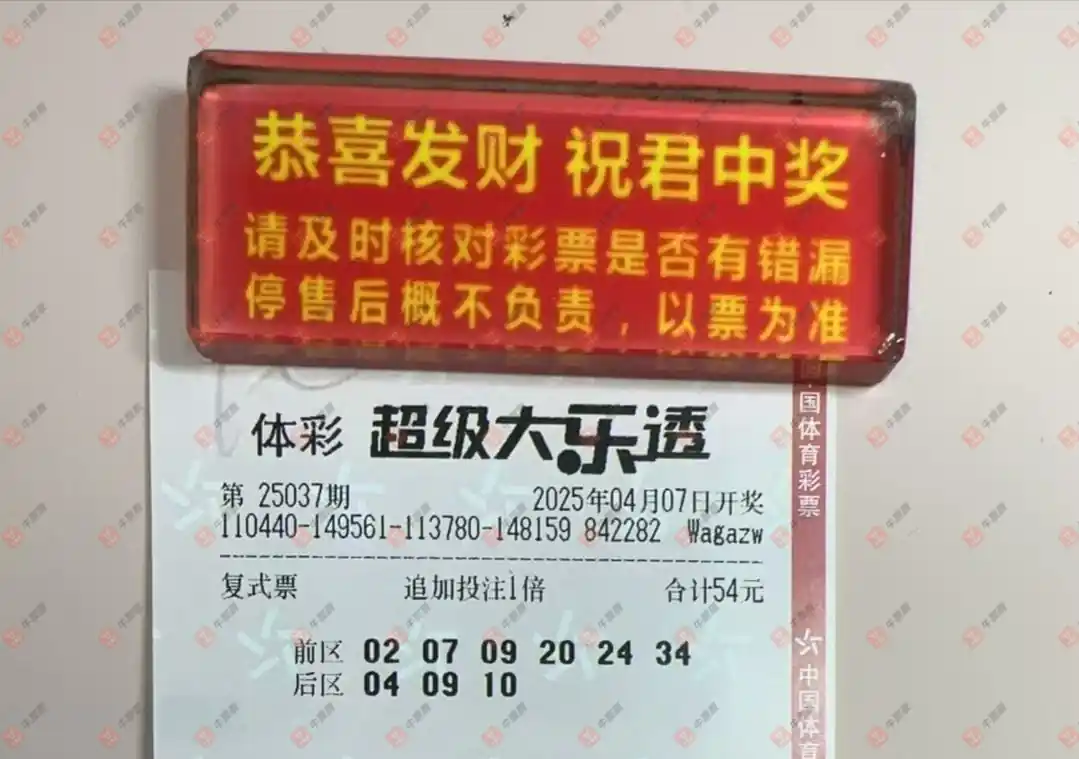 恭喜发财 祝君中奖
请及时核对彩票是否有错漏
停售后概不负责，以票为准
体彩 超级大乐透
第 25037期 2025年04月07日开奖
110440-149561-113780-148159 842282 Wagazw
复式票 追加投注1倍 合计54元
前区 02 07 09 20 24 34
后区 04 09 10
国体育彩票
中国体育